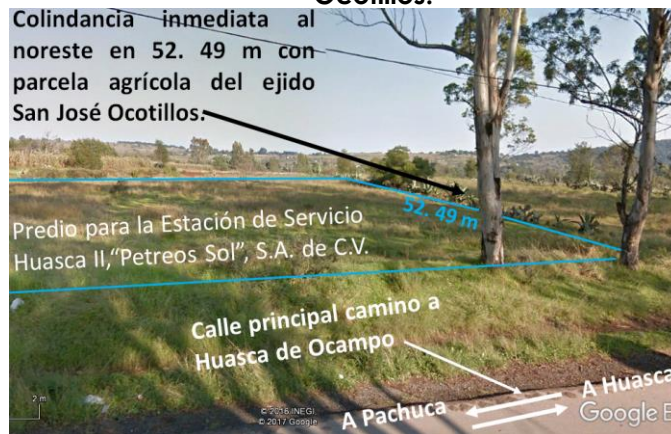 Ocotillos.
Colindancia inmediata al
noreste en 52. 49 m con
parcela agrícola del ejido
San José Ocotillos.
52. 49 m
Predio para la Estación de Servicio
Huasca II,“Petreos Sol”, S.A. de C.V.
Calle principal camino a
Huasca de Ocampo
A Huasca
A Pachuca
2 m
© 2016 INEGI
© 2017 Google
Google E